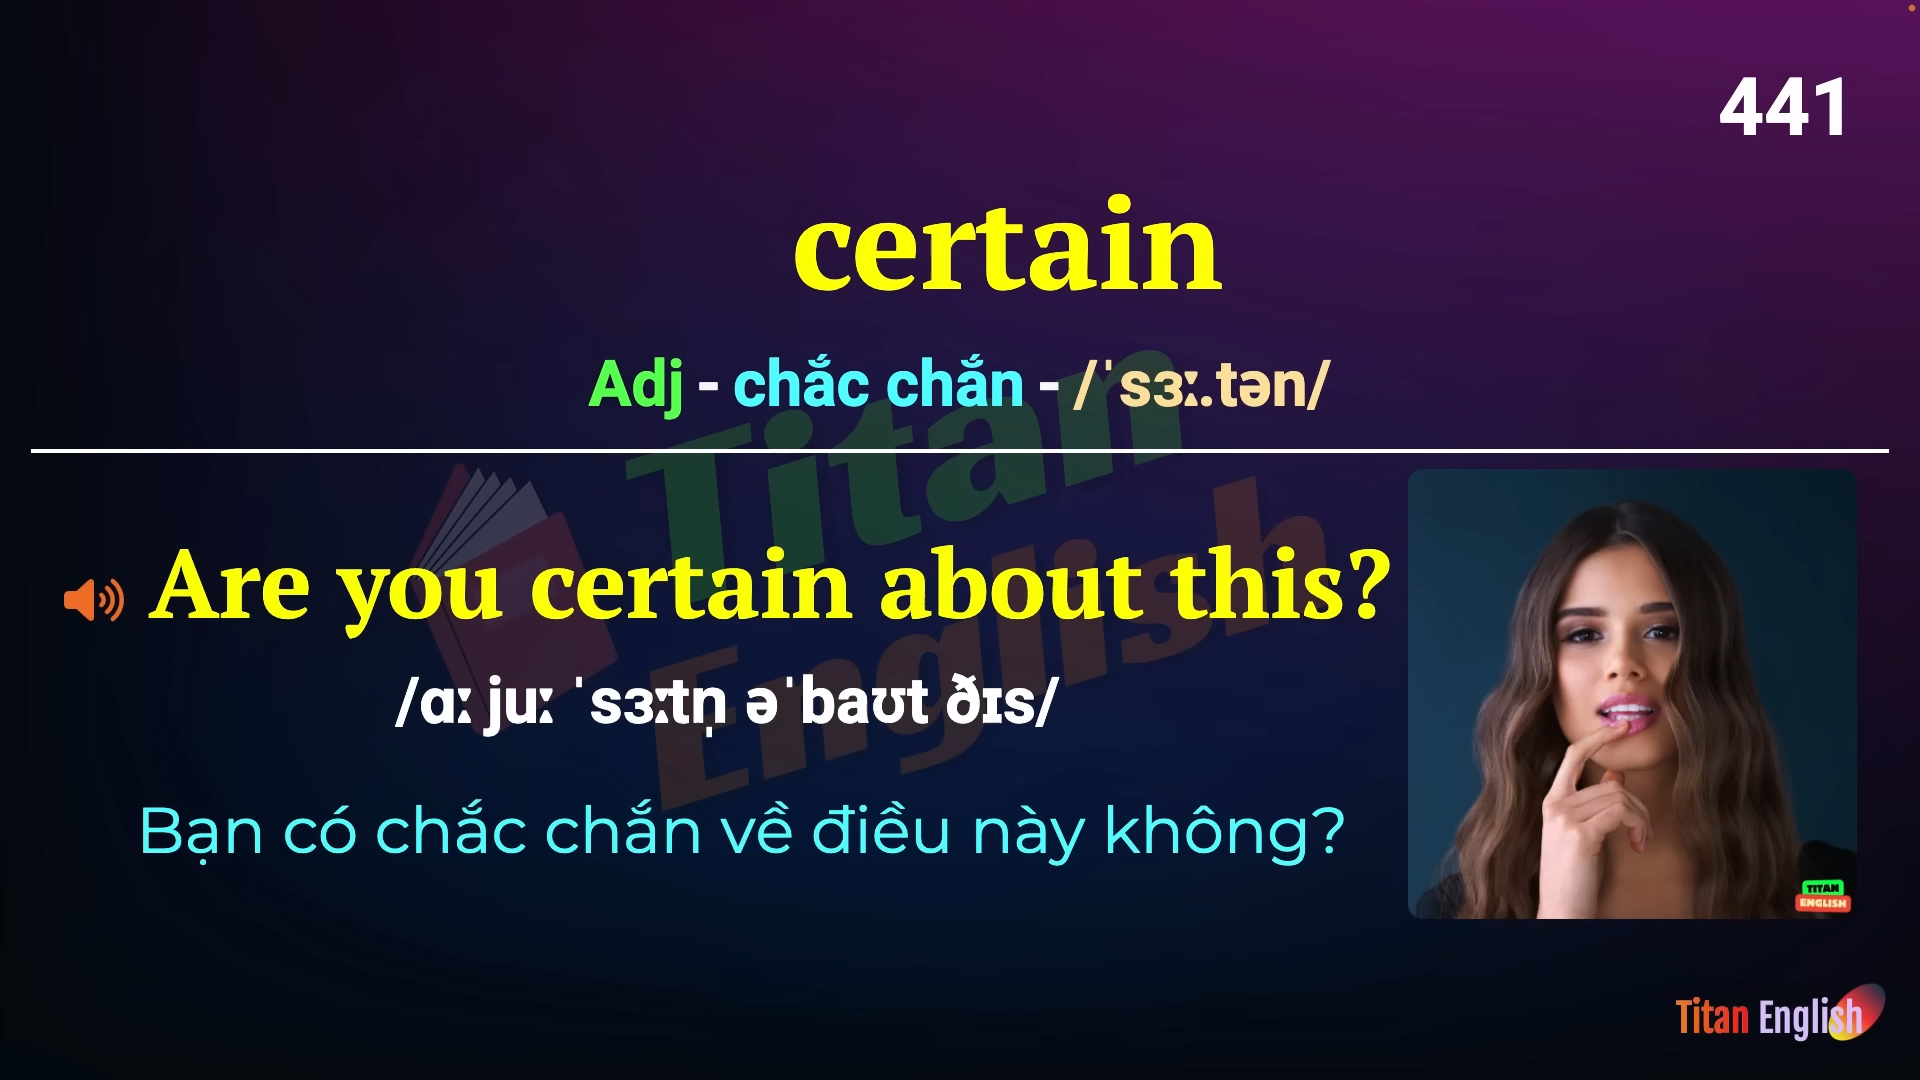 441
certain
Adj - chắc chắn - /ˈsɜː.tən/
Titan
English
Are you certain about this?
/ɑː juː ˈsɜːtn̩ əˈbaʊt ðɪs/
Bạn có chắc chắn về điều này không?
TITAN
ENGLISH
Titan English